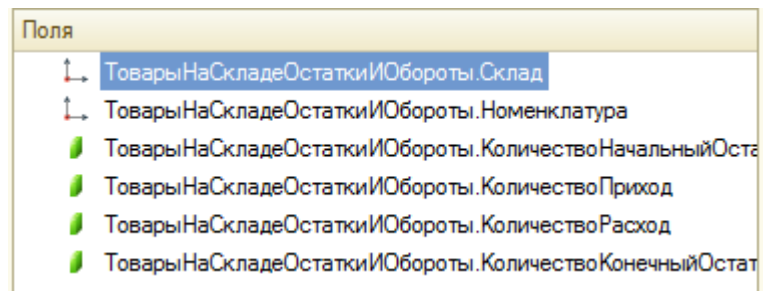 Поля
ТоварыНаСкладеОстаткиИОбороты.Склад
ТоварыНаСкладеОстаткиИОбороты.Номенклатура
ТоварыНаСкладеОстаткиИОбороты.КоличествоНачальныйОста
ТоварыНаСкладеОстаткиИОбороты.КоличествоПриход
ТоварыНаСкладеОстаткиИОбороты.КоличествоРасход
ТоварыНаСкладеОстаткиИОбороты.КоличествоКонечныйОстат